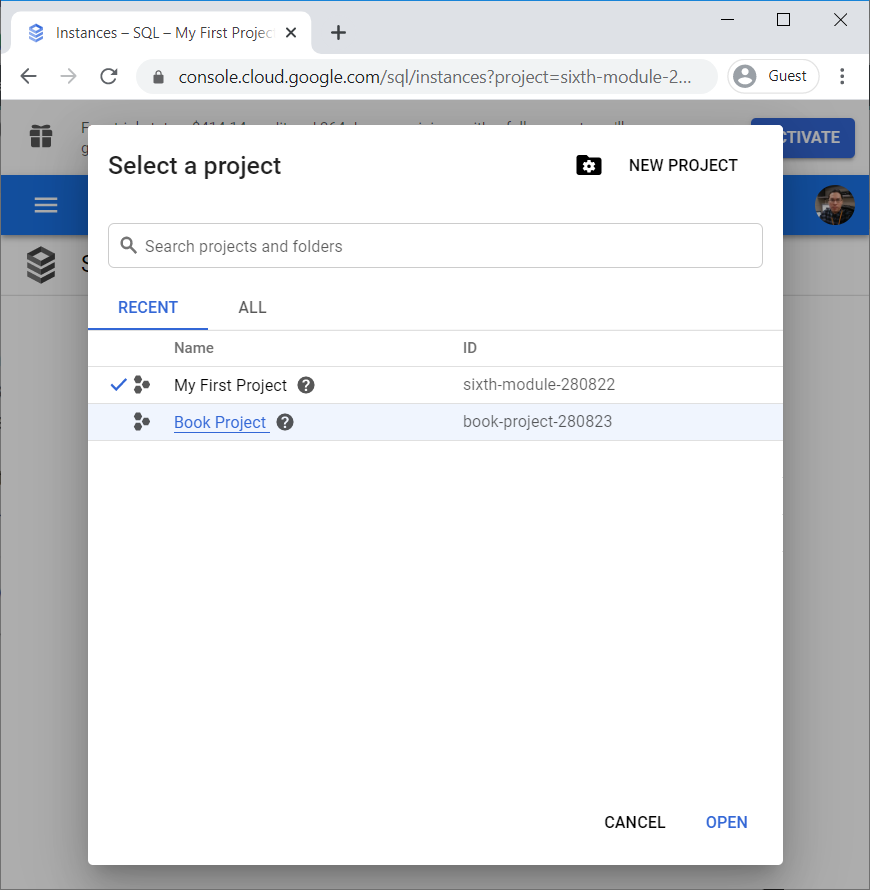 Instances – SQL – My First Projec
console.cloud.google.com/sql/instances?project=sixth-module-2...
Guest
Select a project
NEW PROJECT
Search projects and folders
RECENT ALL
Name ID
My First Project sixth-module-280822
Book Project book-project-280823
CANCEL OPEN